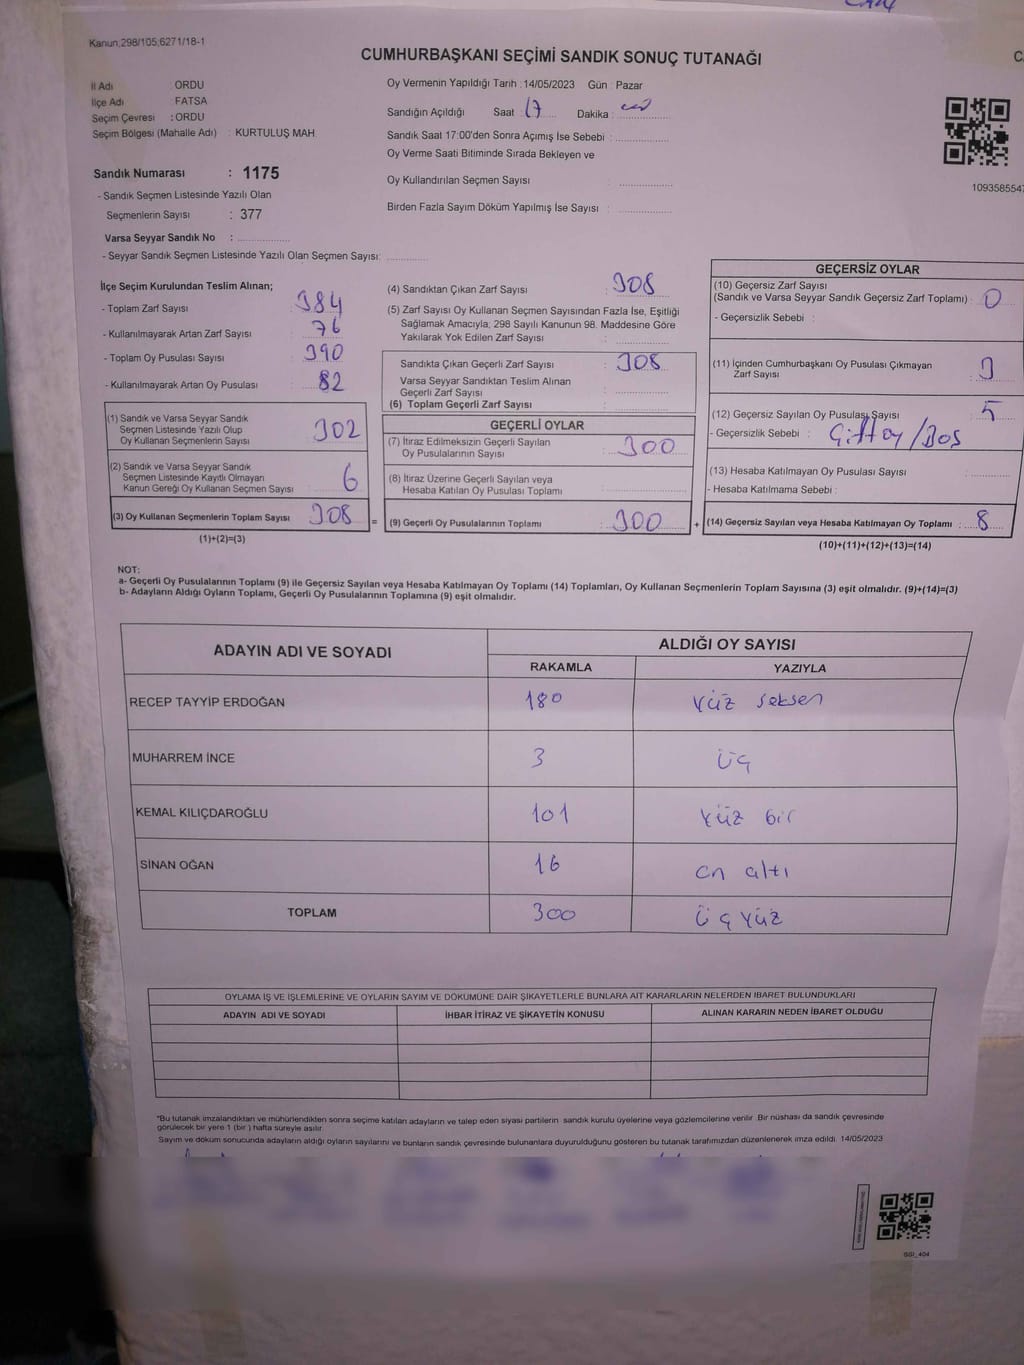 Kanun;298/105;6271/18-1
CUMHURBAŞKANI SEÇİMİ SANDIK SONUÇ TUTANAĞI
İl Adı ORDU
İlçe Adı : FATSA
Seçim Çevresi : ORDU
Seçim Bölgesi (Mahalle Adı) : KURTULUŞ MAH.
Sandık Numarası : 1175
- Sandık Seçmen Listesinde Yazılı Olan
Seçmenlerin Sayısı : 377
Varsa Seyyar Sandık No :
- Seyyar Sandık Seçmen Listesinde Yazılı Olan Seçmen Sayısı:
Oy Vermenin Yapıldığı Tarih : 14/05/2023 Gün : Pazar
Sandığın Açıldığı Saat : 17 Dakika :
Sandık Saat 17:00'den Sonra Açımış İse Sebebi :
Oy Verme Saati Bitiminde Sırada Bekleyen ve
Oy Kullandırılan Seçmen Sayısı :
Birden Fazla Sayım Döküm Yapılmış İse Sayısı :
İlçe Seçim Kurulundan Teslim Alınan;
- Toplam Zarf Sayısı : 384
- Kullanılmayarak Artan Zarf Sayısı : 76
- Toplam Oy Pusulası Sayısı : 390
- Kullanılmayarak Artan Oy Pusulası : 82
(1) Sandık ve Varsa Seyyar Sandık
Seçmen Listesinde Yazılı Olup
Oy Kullanan Seçmenlerin Sayısı : 302
(2) Sandık ve Varsa Seyyar Sandık
Seçmen Listesinde Kayıtlı Olmayan
Kanun Gereği Oy Kullanan Seçmen Sayısı : 6
(3) Oy Kullanan Seçmenlerin Toplam Sayısı : 308 =
(1)+(2)=(3)
(4) Sandıktan Çıkan Zarf Sayısı : 308
(5) Zarf Sayısı Oy Kullanan Seçmen Sayısından Fazla İse, Eşitliği
Sağlamak Amacıyla; 298 Sayılı Kanunun 98. Maddesine Göre
Yakılarak Yok Edilen Zarf Sayısı :
Sandıkta Çıkan Geçerli Zarf Sayısı : 308
Varsa Seyyar Sandıktan Teslim Alınan
Geçerli Zarf Sayısı :
(6) Toplam Geçerli Zarf Sayısı :
GEÇERLİ OYLAR
(7) İtiraz Edilmeksizin Geçerli Sayılan
Oy Pusulalarının Sayısı : 300
(8) İtiraz Üzerine Geçerli Sayılan veya
Hesaba Katılan Oy Pusulası Toplamı :
(9) Geçerli Oy Pusulalarının Toplamı : 300 +
GEÇERSİZ OYLAR
(10) Geçersiz Zarf Sayısı
(Sandık ve Varsa Seyyar Sandık Geçersiz Zarf Toplamı) : 0
- Geçersizlik Sebebi :
(11) İçinden Cumhurbaşkanı Oy Pusulası Çıkmayan
Zarf Sayısı : 3
(12) Geçersiz Sayılan Oy Pusulası Sayısı : 5
- Geçersizlik Sebebi : Çift oy / Boş
(13) Hesaba Katılmayan Oy Pusulası Sayısı :
- Hesaba Katılmama Sebebi :
(14) Geçersiz Sayılan veya Hesaba Katılmayan Oy Toplamı : 8
(10)+(11)+(12)+(13)=(14)
1093585547
NOT:
a- Geçerli Oy Pusulalarının Toplamı (9) ile Geçersiz Sayılan veya Hesaba Katılmayan Oy Toplamı (14) Toplamları, Oy Kullanan Seçmenlerin Toplam Sayısına (3) eşit olmalıdır. (9)+(14)=(3)
b- Adayların Aldığı Oyların Toplamı, Geçerli Oy Pusulalarının Toplamına (9) eşit olmalıdır.
ADAYIN ADI VE SOYADI ALDIĞI OY SAYISI
RAKAMLA YAZIYLA
RECEP TAYYİP ERDOĞAN 180 Yüz seksen
MUHARREM İNCE 3 üç
KEMAL KILIÇDAROĞLU 101 Yüz bir
SİNAN OĞAN 16 on altı
TOPLAM 300 üç yüz
OYLAMA İŞ VE İŞLEMLERİNE VE OYLARIN SAYIM VE DÖKÜMÜNE DAİR ŞİKAYETLERLE BUNLARA AİT KARARLARIN NELERDEN İBARET BULUNDUKLARI
ADAYIN ADI VE SOYADI İHBAR İTİRAZ VE ŞİKAYETİN KONUSU ALINAN KARARIN NEDEN İBARET OLDUĞU
*Bu tutanak imzalandıktan ve mühürlendikten sonra seçime katılan adayların ve talep eden siyasi partilerin sandık kurulu üyelerine veya gözlemcilerine verilir. Bir nüshası da sandık çevresinde
görülecek bir yere 1 (bir) hafta süreyle asılır.
Sayım ve döküm sonucunda adayların aldığı oyların sayılarını ve bunların sandık çevresinde bulunanlara duyurulduğunu gösteren bu tutanak tarafımızdan düzenlenerek imza edildi. 14/05/2023
SGI_404